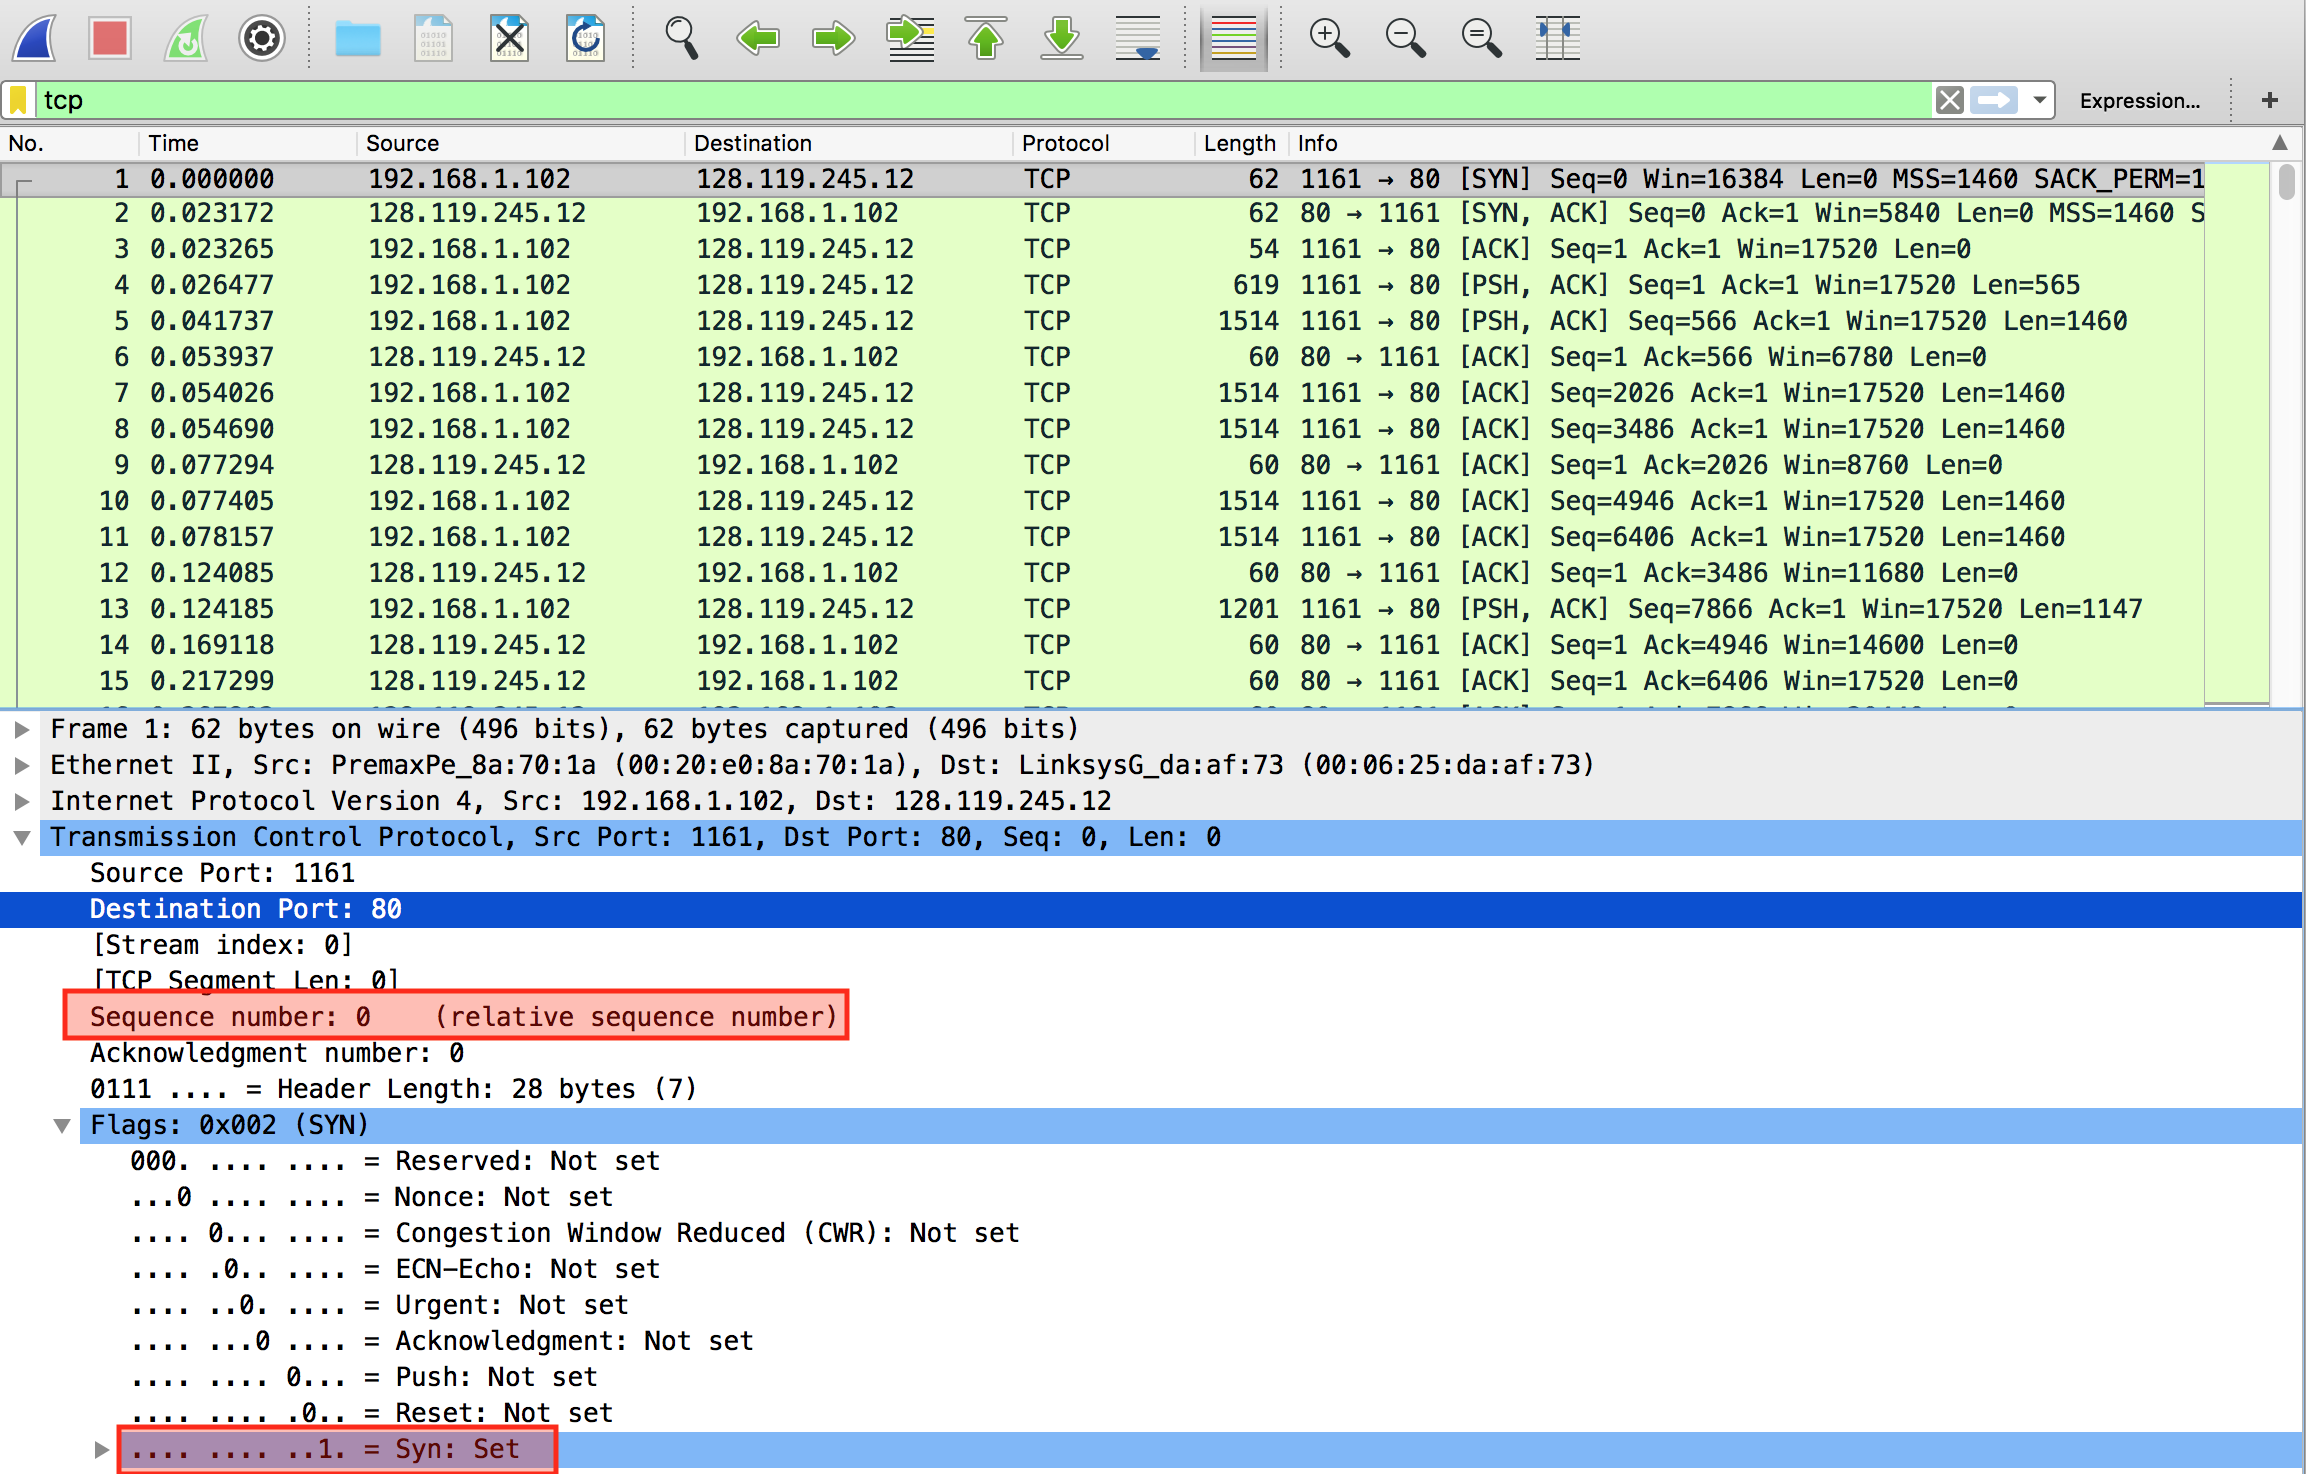 tcp
Expression...
+
No. Time Source Destination Protocol Length Info
1 0.000000 192.168.1.102 128.119.245.12 TCP 62 1161 → 80 [SYN] Seq=0 Win=16384 Len=0 MSS=1460 SACK_PERM=1
2 0.023172 128.119.245.12 192.168.1.102 TCP 62 80 → 1161 [SYN, ACK] Seq=0 Ack=1 Win=5840 Len=0 MSS=1460 S
3 0.023265 192.168.1.102 128.119.245.12 TCP 54 1161 → 80 [ACK] Seq=1 Ack=1 Win=17520 Len=0
4 0.026477 192.168.1.102 128.119.245.12 TCP 619 1161 → 80 [PSH, ACK] Seq=1 Ack=1 Win=17520 Len=565
5 0.041737 192.168.1.102 128.119.245.12 TCP 1514 1161 → 80 [PSH, ACK] Seq=566 Ack=1 Win=17520 Len=1460
6 0.053937 128.119.245.12 192.168.1.102 TCP 60 80 → 1161 [ACK] Seq=1 Ack=566 Win=6780 Len=0
7 0.054026 192.168.1.102 128.119.245.12 TCP 1514 1161 → 80 [ACK] Seq=2026 Ack=1 Win=17520 Len=1460
8 0.054690 192.168.1.102 128.119.245.12 TCP 1514 1161 → 80 [ACK] Seq=3486 Ack=1 Win=17520 Len=1460
9 0.077294 128.119.245.12 192.168.1.102 TCP 60 80 → 1161 [ACK] Seq=1 Ack=2026 Win=8760 Len=0
10 0.077405 192.168.1.102 128.119.245.12 TCP 1514 1161 → 80 [ACK] Seq=4946 Ack=1 Win=17520 Len=1460
11 0.078157 192.168.1.102 128.119.245.12 TCP 1514 1161 → 80 [ACK] Seq=6406 Ack=1 Win=17520 Len=1460
12 0.124085 128.119.245.12 192.168.1.102 TCP 60 80 → 1161 [ACK] Seq=1 Ack=3486 Win=11680 Len=0
13 0.124185 192.168.1.102 128.119.245.12 TCP 1201 1161 → 80 [PSH, ACK] Seq=7866 Ack=1 Win=17520 Len=1147
14 0.169118 128.119.245.12 192.168.1.102 TCP 60 80 → 1161 [ACK] Seq=1 Ack=4946 Win=14600 Len=0
15 0.217299 128.119.245.12 192.168.1.102 TCP 60 80 → 1161 [ACK] Seq=1 Ack=6406 Win=17520 Len=0
Frame 1: 62 bytes on wire (496 bits), 62 bytes captured (496 bits)
Ethernet II, Src: PremaxPe_8a:70:1a (00:20:e0:8a:70:1a), Dst: LinksysG_da:af:73 (00:06:25:da:af:73)
Internet Protocol Version 4, Src: 192.168.1.102, Dst: 128.119.245.12
Transmission Control Protocol, Src Port: 1161, Dst Port: 80, Seq: 0, Len: 0
Source Port: 1161
Destination Port: 80
[Stream index: 0]
[TCP Segment Len: 0]
Sequence number: 0 (relative sequence number)
Acknowledgment number: 0
0111 .... = Header Length: 28 bytes (7)
Flags: 0x002 (SYN)
000. .... .... = Reserved: Not set
...0 .... .... = Nonce: Not set
.... 0... .... = Congestion Window Reduced (CWR): Not set
.... .0.. .... = ECN-Echo: Not set
.... ..0. .... = Urgent: Not set
.... ...0 .... = Acknowledgment: Not set
.... .... 0... = Push: Not set
.... .... .0.. = Reset: Not set
.... .... ..1. = Syn: Set